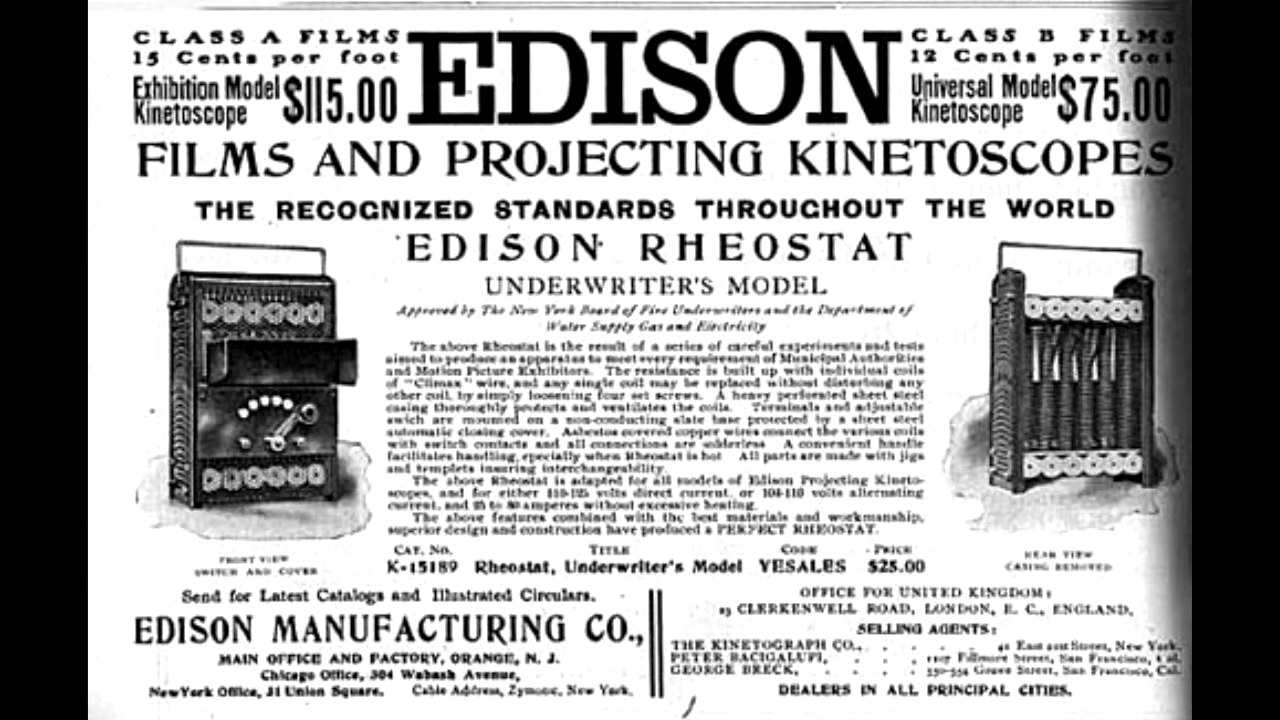 CLASS A FILMS
15 Cents per foot
Exhibition Model
Kinetoscope
$115.00
EDISON
CLASS B FILMS
12 Cents per foot
Universal Model
Kinetoscope
$75.00
FILMS AND PROJECTING KINETOSCOPES
THE RECOGNIZED STANDARDS THROUGHOUT THE WORLD
EDISON RHEOSTAT
UNDERWRITER'S MODEL
Approved by The New York Board of Fire Underwriters and the Department of
Water Supply Gas and Electricity
The above Rheostat is the result of a series of careful experiments and tests
aimed to produce an apparatus to meet every requirement of Municipal Authorities
and Motion Picture Exhibitors. The resistance is built up with individual coils
of "Climax" wire, and any single coil may be replaced without disturbing any
other coil, by simply loosening four set screws. A heavy perforated sheet steel
casing thoroughly protects and ventilates the coils. Terminals and adjustable
swich are mounted on a non-conducting slate base protected by a sheet steel
automatic closing cover. Asbestos covered copper wires connect the various coils
with switch contacts and all connections are solderless A convenient handle
facilitates handling, epecially when Rheostat is hot All parts are made with jigs
and templets insuring interchangeability.
The above Rheostat is adapted for all models of Edison Projecting Kineto-
scopes, and for either 110-125 volts direct current, or 104-110 volts alternating
current, and 25 to amperes without excessive heating.
The above features combined with the best materials and workmanship,
superior design and construction have produced a PERFECT RHEOSTAT.
CAT. NO. TITLE CODE PRICE
K-15189 Rheostat, Underwriter's Model YESALES $25.00
FRONT VIEW
SWITCH AND COVER
REAR VIEW
CASING REMOVED
Send for Latest Catalogs and Illustrated Circulars.
EDISON MANUFACTURING CO.,
MAIN OFFICE AND FACTORY, ORANGE, N. J.
Chicago Office, 304 Wabash Avenue,
New York Office, 31 Union Square. Cable Address, Zymotic, New York.
OFFICE FOR UNITED KINGDOM:
25 CLERKENWELL ROAD, LONDON, E. C., ENGLAND,
SELLING AGENTS:
THE KINETOGRAPH CO., . . . . 41 East 21st Street, New York.
PETER BACIGALUPI, . . . . 1107 Fillmore Street, San Francisco, Cal.
GEORGE BRECK, . . . . 550-554 Grove Street, San Francisco, Cal.
DEALERS IN ALL PRINCIPAL CITIES.